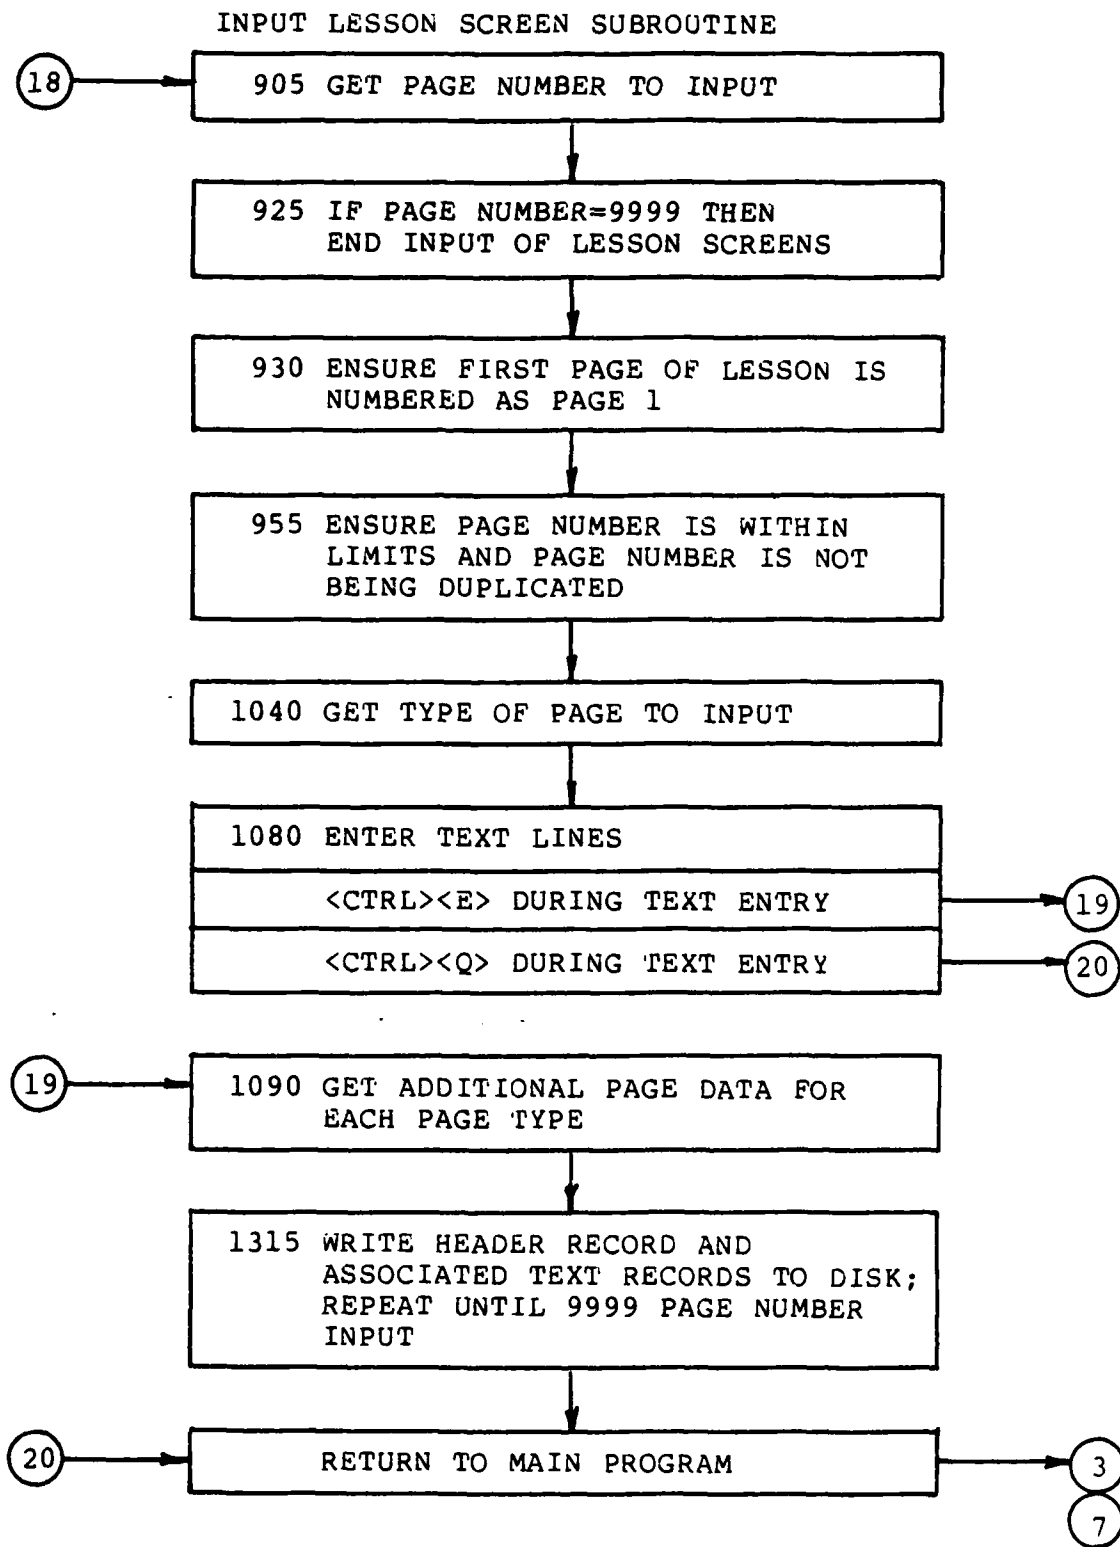 INPUT LESSON SCREEN SUBROUTINE
18
905 GET PAGE NUMBER TO INPUT
925 IF PAGE NUMBER=9999 THEN
END INPUT OF LESSON SCREENS
930 ENSURE FIRST PAGE OF LESSON IS
NUMBERED AS PAGE 1
955 ENSURE PAGE NUMBER IS WITHIN
LIMITS AND PAGE NUMBER IS NOT
BEING DUPLICATED
1040 GET TYPE OF PAGE TO INPUT
1080 ENTER TEXT LINES
<CTRL><E> DURING TEXT ENTRY
19
<CTRL><Q> DURING TEXT ENTRY
20
19
1090 GET ADDITIONAL PAGE DATA FOR
EACH PAGE TYPE
1315 WRITE HEADER RECORD AND
ASSOCIATED TEXT RECORDS TO DISK;
REPEAT UNTIL 9999 PAGE NUMBER
INPUT
20
RETURN TO MAIN PROGRAM
3
7